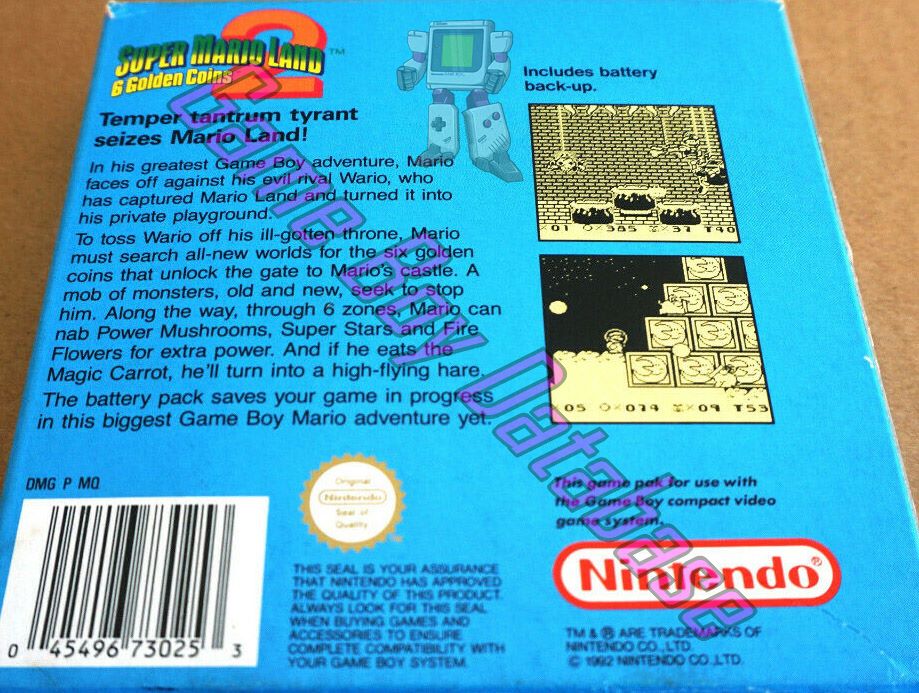 SUPER MARIO LAND 2™
6 Golden Coins
Temper tantrum tyrant
seizes Mario Land!
In his greatest Game Boy adventure, Mario
faces off against his evil rival Wario, who
has captured Mario Land and turned it into
his private playground.
To toss Wario off his ill-gotten throne, Mario
must search all-new worlds for the six golden
coins that unlock the gate to Mario's castle. A
mob of monsters, old and new, seek to stop
him. Along the way, through 6 zones, Mario can
nab Power Mushrooms, Super Stars and Fire
Flowers for extra power. And if he eats the
Magic Carrot, he'll turn into a high-flying hare.
The battery pack saves your game in progress
in this biggest Game Boy Mario adventure yet.
Includes battery
back-up.
01 385 37 T40
05 074 09 T53
DMG P MQ
0 45496 73025 3
Original
Nintendo
Seal of
Quality
THIS SEAL IS YOUR ASSURANCE
THAT NINTENDO HAS APPROVED
THE QUALITY OF THIS PRODUCT.
ALWAYS LOOK FOR THIS SEAL
WHEN BUYING GAMES AND
ACCESSORIES TO ENSURE
COMPLETE COMPATIBILITY WITH
YOUR GAME BOY SYSTEM.
This game pak for use with
the Game Boy compact video
game system.
Nintendo®
TM & ® ARE TRADEMARKS OF
NINTENDO CO., LTD.
© 1992 NINTENDO CO., LTD.
Game Boy Database